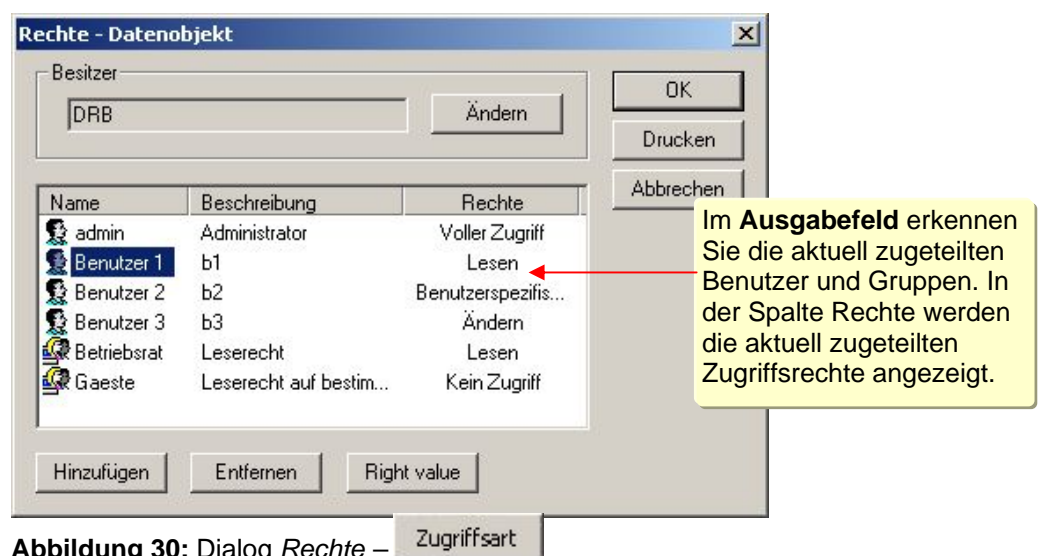 Rechte - Datenobjekt
Besitzer
DRB
Ändern
OK
Drucken
Abbrechen
Name Beschreibung Rechte
admin Administrator Voller Zugriff
Benutzer 1 b1 Lesen
Benutzer 2 b2 Benutzerspezifis...
Benutzer 3 b3 Ändern
Betriebsrat Leserecht Lesen
Gaeste Leserecht auf bestim... Kein Zugriff
Im Ausgabefeld erkennen
Sie die aktuell zugeteilten
Benutzer und Gruppen. In
der Spalte Rechte werden
die aktuell zugeteilten
Zugriffsrechte angezeigt.
Hinzufügen Entfernen Right value
Zugriffsart
Abbildung 30: Dialog Rechte –